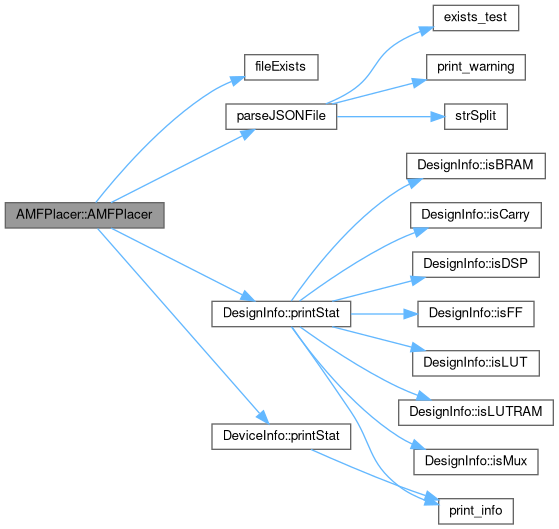 exists_test
fileExists
print_warning
parseJSONFile
strSplit
DesignInfo::isBRAM
AMFPlacer::AMFPlacer
DesignInfo::isCarry
DesignInfo::isDSP
DesignInfo::printStat
DesignInfo::isFF
DesignInfo::isLUT
DesignInfo::isLUTRAM
DeviceInfo::printStat
DesignInfo::isMux
print_info